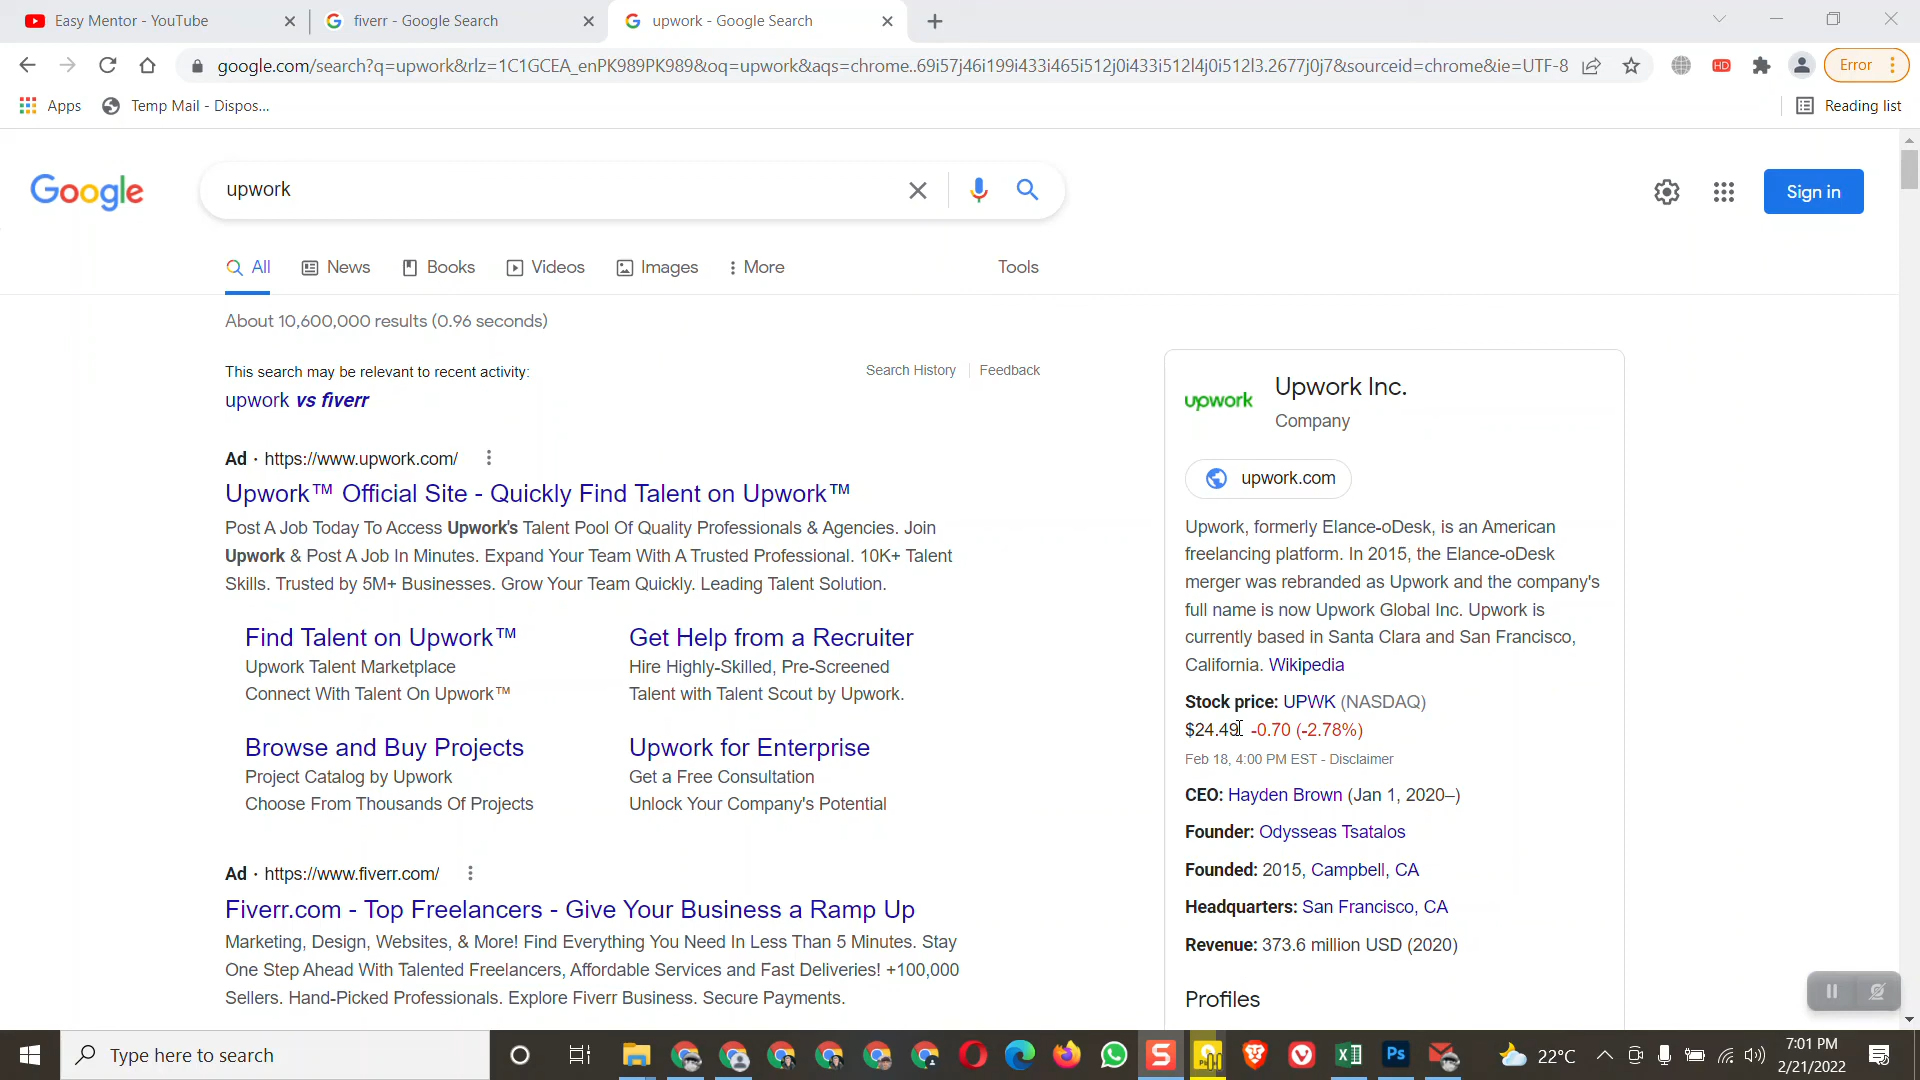 Easy Mentor - YouTube
fiverr - Google Search
upwork - Google Search
google.com/search?q=upwork&rlz=1C1GCEA_enPK989PK989&oq=upwork&aqs=chrome..69i57j46i199i433i465i512j0i433i512l4j0i512l3.2677j0j7&sourceid=chrome&ie=UTF-8
HD
Error
Apps
Temp Mail - Dispos...
Reading list
Google
upwork
Sign in
All
News
Books
Videos
Images
More
Tools
About 10,600,000 results (0.96 seconds)
This search may be relevant to recent activity:
Search History
Feedback
upwork vs fiverr
Ad · https://www.upwork.com/
Upwork™ Official Site - Quickly Find Talent on Upwork™
Post A Job Today To Access Upwork's Talent Pool Of Quality Professionals & Agencies. Join
Upwork & Post A Job In Minutes. Expand Your Team With A Trusted Professional. 10K+ Talent
Skills. Trusted by 5M+ Businesses. Grow Your Team Quickly. Leading Talent Solution.
Find Talent on Upwork™
Upwork Talent Marketplace
Connect With Talent On Upwork™
Get Help from a Recruiter
Hire Highly-Skilled, Pre-Screened
Talent with Talent Scout by Upwork.
Browse and Buy Projects
Project Catalog by Upwork
Choose From Thousands Of Projects
Upwork for Enterprise
Get a Free Consultation
Unlock Your Company's Potential
Ad · https://www.fiverr.com/
Fiverr.com - Top Freelancers - Give Your Business a Ramp Up
Marketing, Design, Websites, & More! Find Everything You Need In Less Than 5 Minutes. Stay
One Step Ahead With Talented Freelancers, Affordable Services and Fast Deliveries! +100,000
Sellers. Hand-Picked Professionals. Explore Fiverr Business. Secure Payments.
upwork
Upwork Inc.
Company
upwork.com
Upwork, formerly Elance-oDesk, is an American
freelancing platform. In 2015, the Elance-oDesk
merger was rebranded as Upwork and the company's
full name is now Upwork Global Inc. Upwork is
currently based in Santa Clara and San Francisco,
California. Wikipedia
Stock price: UPWK (NASDAQ)
$24.49 -0.70 (-2.78%)
Feb 18, 4:00 PM EST - Disclaimer
CEO: Hayden Brown (Jan 1, 2020–)
Founder: Odysseas Tsatalos
Founded: 2015, Campbell, CA
Headquarters: San Francisco, CA
Revenue: 373.6 million USD (2020)
Profiles
Type here to search
S
Ps
22°C
7:01 PM
2/21/2022